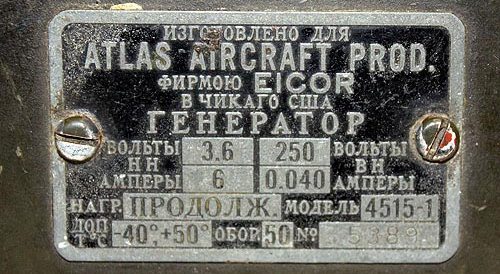 ИЗГОТОВЛЕНО ДЛЯ
ATLAS AIRCRAFT PROD.
ФИРМОЮ EICOR
В ЧИКАГО США
ГЕНЕРАТОР
ВОЛЬТЫ 3.6 250 ВОЛЬТЫ
НН ВН
АМПЕРЫ 6 0.040 АМПЕРЫ
НАГР. ПРОДОЛЖ. МОДЕЛЬ 4515-1
ДОП -40°,+50° ОБОР 50 № 5389
Т°С